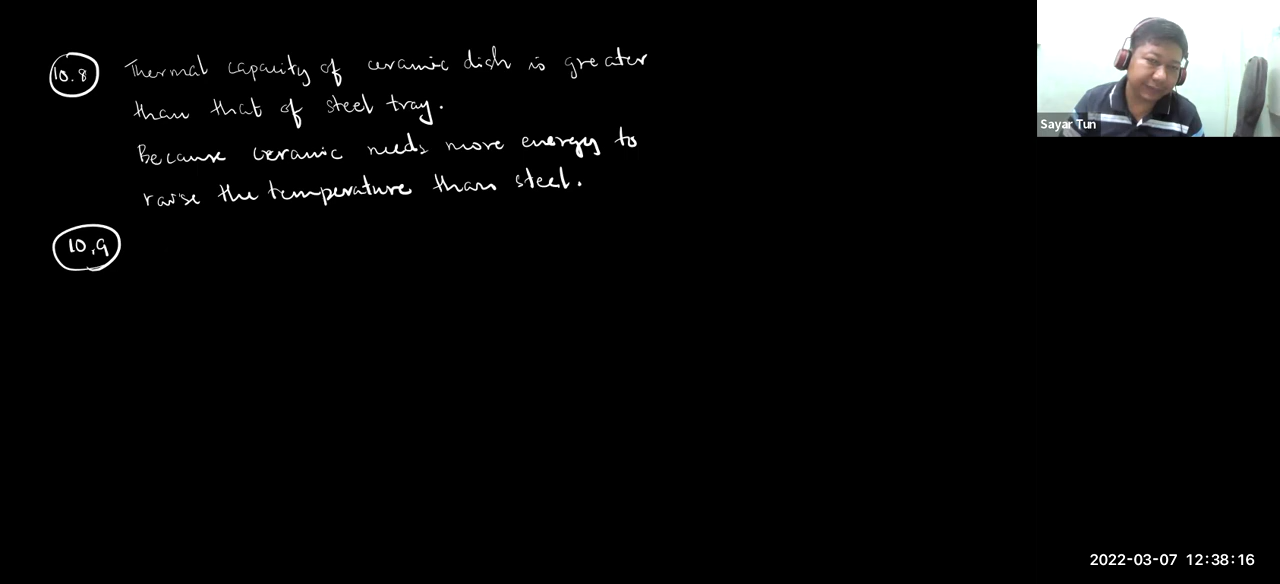 10.8 Thermal capacity of ceramic dish is greater
than that of steel tray.
Because ceramic needs more energy to
raise the temperature than steel.
10.9
Sayar Tun
2022-03-07 12:38:16